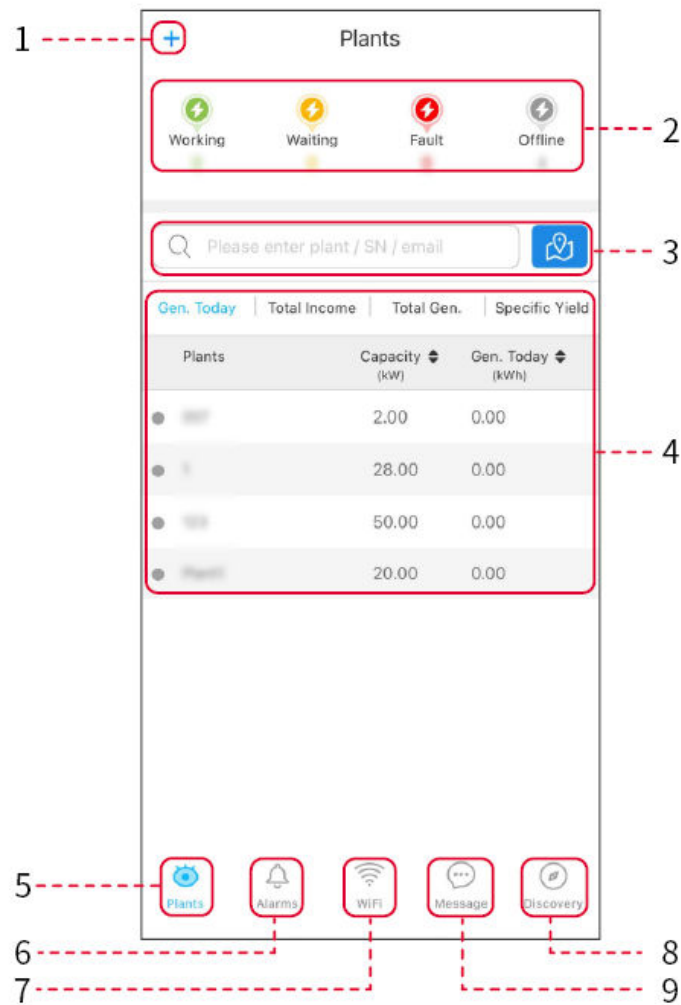 1
Plants
Working Waiting Fault Offline
2
Please enter plant / SN / email
3
Gen. Today Total Income Total Gen. Specific Yield
Plants Capacity Gen. Today
(kW) (kWh)
2.00 0.00
4
28.00 0.00
50.00 0.00
20.00 0.00
5
Plants Alarms WiFi Message Discovery
6 8
7 9